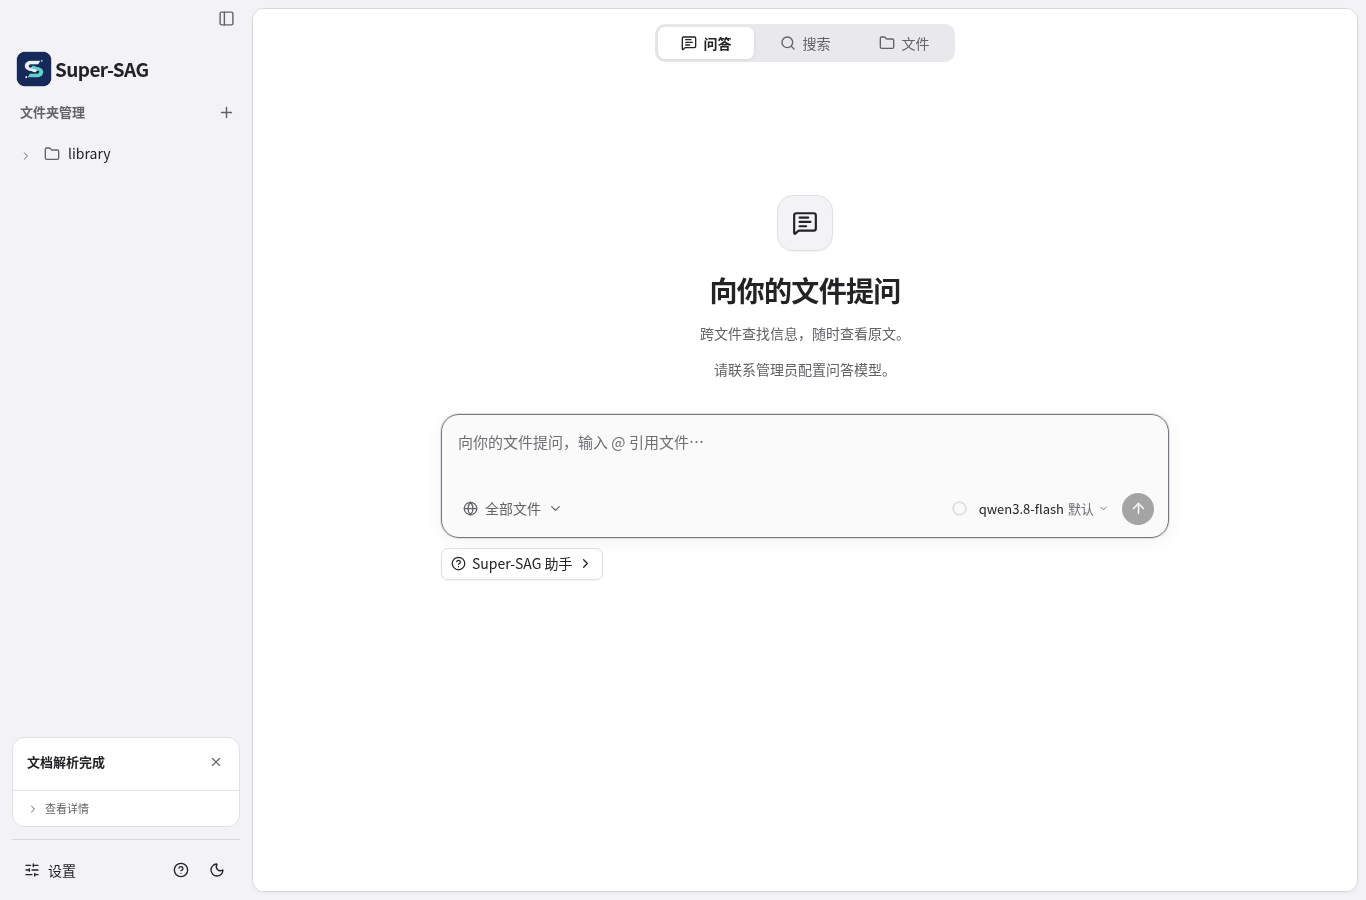 Super-SAG
文件夹管理
library
文档解析完成
查看详情
设置
问答
搜索
文件
向你的文件提问
跨文件查找信息，随时查看原文。
请联系管理员配置问答模型。
向你的文件提问，输入 @ 引用文件…
全部文件
qwen3.8-flash 默认
Super-SAG 助手